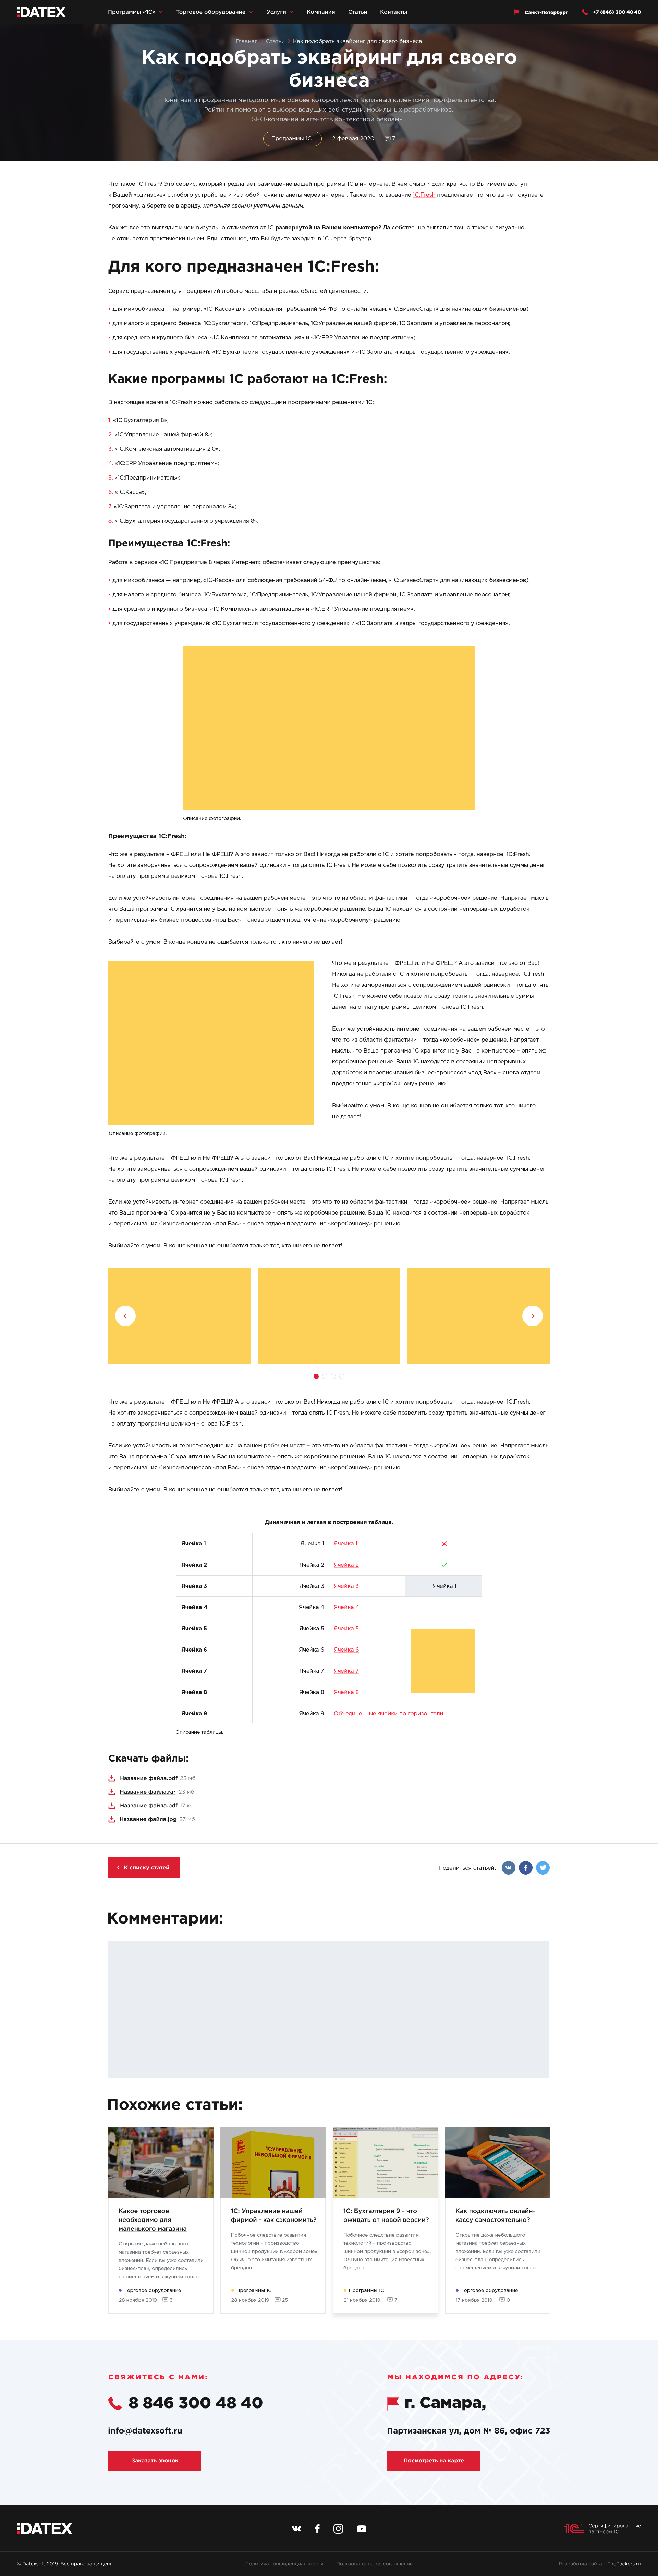 DATEX
Программы «1С»
Торговое оборудование
Услуги
Компания
Статьи
Контакты
Санкт-Петербург
+7 (846) 300 48 40
Главная
Статьи
Как подобрать эквайринг для своего бизнеса
Как подобрать эквайринг для своего
бизнеса
Понятная и прозрачная методология, в основе которой лежит активный клиентский портфель агентства.
Рейтинги помогают в выборе ведущих веб-студий, мобильных разработчиков,
SEO-компаний и агентств контекстной рекламы.
Программы 1С
2 февраля 2020
7
Что такое 1С:Fresh? Это сервис, который предлагает размещение вашей программы 1С в интернете. В чем смысл? Если кратко, то Вы имеете доступ
к Вашей «одинэске» с любого устройства и из любой точки планеты через интернет. Также использование 1С:Fresh предполагает то, что вы не покупаете
программу, а берете ее в аренду, наполняя своими учетными данными.
Как же все это выглядит и чем визуально отличается от 1С развернутой на Вашем компьютере? Да собственно выглядит точно также и визуально
не отличается практически ничем. Единственное, что Вы будите заходить в 1С через браузер.
Для кого предназначен 1С:Fresh:
Сервис предназначен для предприятий любого масштаба и разных областей деятельности:
• для микробизнеса — например, «1С-Касса» для соблюдения требований 54-ФЗ по онлайн-чекам, «1С:БизнесСтарт» для начинающих бизнесменов);
• для малого и среднего бизнеса: 1С:Бухгалтерия, 1С:Предприниматель, 1С:Управление нашей фирмой, 1С:Зарплата и управление персоналом;
• для среднего и крупного бизнеса: «1С:Комплексная автоматизация» и «1С:ERP Управление предприятием»;
• для государственных учреждений: «1С:Бухгалтерия государственного учреждения» и «1С:Зарплата и кадры государственного учреждения».
Какие программы 1С работают на 1С:Fresh:
В настоящее время в 1С:Fresh можно работать со следующими программными решениями 1С:
1. «1С:Бухгалтерия 8»;
2. «1С:Управление нашей фирмой 8»;
3. «1С:Комплексная автоматизация 2.0»;
4. «1С:ERP Управление предприятием»;
5. «1С:Предприниматель»;
6. «1С:Касса»;
7. «1С:Зарплата и управление персоналом 8»;
8. «1С:Бухгалтерия государственного учреждения 8».
Преимущества 1С:Fresh:
Работа в сервисе «1С:Предприятие 8 через Интернет» обеспечивает следующие преимущества:
• для микробизнеса — например, «1С-Касса» для соблюдения требований 54-ФЗ по онлайн-чекам, «1С:БизнесСтарт» для начинающих бизнесменов);
• для малого и среднего бизнеса: 1С:Бухгалтерия, 1С:Предприниматель, 1С:Управление нашей фирмой, 1С:Зарплата и управление персоналом;
• для среднего и крупного бизнеса: «1С:Комплексная автоматизация» и «1С:ERP Управление предприятием»;
• для государственных учреждений: «1С:Бухгалтерия государственного учреждения» и «1С:Зарплата и кадры государственного учреждения».
Описание фотографии.
Преимущества 1С:Fresh:
Что же в результате – ФРЕШ или Не ФРЕШ? А это зависит только от Вас! Никогда не работали с 1С и хотите попробовать – тогда, наверное, 1С:Fresh.
Не хотите заморачиваться с сопровождением вашей одинсэки – тогда опять 1С:Fresh. Не можете себе позволить сразу тратить значительные суммы денег
на оплату программы целиком – снова 1С:Fresh.
Если же устойчивость интернет-соединения на вашем рабочем месте – это что-то из области фантастики – тогда «коробочное» решение. Напрягает мысль,
что Ваша программа 1С хранится не у Вас на компьютере – опять же коробочное решение. Ваша 1С находится в состоянии непрерывных доработок
и переписывания бизнес-процессов «под Вас» – снова отдаем предпочтение «коробочному» решению.
Выбирайте с умом. В конце концов не ошибается только тот, кто ничего не делает!
Что же в результате – ФРЕШ или Не ФРЕШ? А это зависит только от Вас!
Никогда не работали с 1С и хотите попробовать – тогда, наверное, 1С:Fresh.
Не хотите заморачиваться с сопровождением вашей одинсэки – тогда опять
1С:Fresh. Не можете себе позволить сразу тратить значительные суммы
денег на оплату программы целиком – снова 1С:Fresh.
Если же устойчивость интернет-соединения на вашем рабочем месте – это
что-то из области фантастики – тогда «коробочное» решение. Напрягает
мысль, что Ваша программа 1С хранится не у Вас на компьютере – опять же
коробочное решение. Ваша 1С находится в состоянии непрерывных
доработок и переписывания бизнес-процессов «под Вас» – снова отдаем
предпочтение «коробочному» решению.
Выбирайте с умом. В конце концов не ошибается только тот, кто ничего
не делает!
Описание фотографии.
Что же в результате – ФРЕШ или Не ФРЕШ? А это зависит только от Вас! Никогда не работали с 1С и хотите попробовать – тогда, наверное, 1С:Fresh.
Не хотите заморачиваться с сопровождением вашей одинсэки – тогда опять 1С:Fresh. Не можете себе позволить сразу тратить значительные суммы денег
на оплату программы целиком – снова 1С:Fresh.
Если же устойчивость интернет-соединения на вашем рабочем месте – это что-то из области фантастики – тогда «коробочное» решение. Напрягает мысль,
что Ваша программа 1С хранится не у Вас на компьютере – опять же коробочное решение. Ваша 1С находится в состоянии непрерывных доработок
и переписывания бизнес-процессов «под Вас» – снова отдаем предпочтение «коробочному» решению.
Выбирайте с умом. В конце концов не ошибается только тот, кто ничего не делает!
Что же в результате – ФРЕШ или Не ФРЕШ? А это зависит только от Вас! Никогда не работали с 1С и хотите попробовать – тогда, наверное, 1С:Fresh.
Не хотите заморачиваться с сопровождением вашей одинсэки – тогда опять 1С:Fresh. Не можете себе позволить сразу тратить значительные суммы денег
на оплату программы целиком – снова 1С:Fresh.
Если же устойчивость интернет-соединения на вашем рабочем месте – это что-то из области фантастики – тогда «коробочное» решение. Напрягает мысль,
что Ваша программа 1С хранится не у Вас на компьютере – опять же коробочное решение. Ваша 1С находится в состоянии непрерывных доработок
и переписывания бизнес-процессов «под Вас» – снова отдаем предпочтение «коробочному» решению.
Выбирайте с умом. В конце концов не ошибается только тот, кто ничего не делает!
Динамичная и легкая в построении таблица.
Ячейка 1 Ячейка 1 Ячейка 1
Ячейка 2 Ячейка 2 Ячейка 2
Ячейка 3 Ячейка 3 Ячейка 3 Ячейка 1
Ячейка 4 Ячейка 4 Ячейка 4
Ячейка 5 Ячейка 5 Ячейка 5
Ячейка 6 Ячейка 6 Ячейка 6
Ячейка 7 Ячейка 7 Ячейка 7
Ячейка 8 Ячейка 8 Ячейка 8
Ячейка 9 Ячейка 9 Объединенные ячейки по горизонтали
Описание таблицы.
Скачать файлы:
Название файла.pdf 23 мб
Название файла.rar 23 мб
Название файла.pdf 17 кб
Название файла.jpg 23 мб
К списку статей
Поделиться статьей:
Комментарии:
Похожие статьи:
1С:УПРАВЛЕНИЕ
НЕБОЛЬШОЙ ФИРМОЙ 8
Какое торговое
необходимо для
маленького магазина
Открытие даже небольшого
магазина требует серьёзных
вложений. Если вы уже составили
бизнес-план, определились
с помещением и закупили товар
Торговое обрудование
28 ноября 2019
3
1С: Управление нашей
фирмой - как сэкономить?
Побочное следствие развития
технологий – производство
шинной продукции в «серой зоне».
Обычно это имитация известных
брендов
Программы 1С
28 ноября 2019
25
1С: Бухгалтерия 9 - что
ожидать от новой версии?
Побочное следствие развития
технологий – производство
шинной продукции в «серой зоне».
Обычно это имитация известных
брендов
Программы 1С
21 ноября 2019
7
Как подключить онлайн-
кассу самостоятельно?
Открытие даже небольшого
магазина требует серьёзных
вложений. Если вы уже составили
бизнес-план, определились
с помещением и закупили товар
Торговое обрудование
17 ноября 2019
0
СВЯЖИТЕСЬ С НАМИ:
8 846 300 48 40
info@datexsoft.ru
Заказать звонок
МЫ НАХОДИМСЯ ПО АДРЕСУ:
г. Самара,
Партизанская ул, дом № 86, офис 723
Посмотреть на карте
DATEX
1С
Сертифицированные
партнеры 1С
© Datexsoft 2019. Все права защищены.
Политика конфиденциальности
Пользовательское соглашение
Разработка сайта - ThePackers.ru